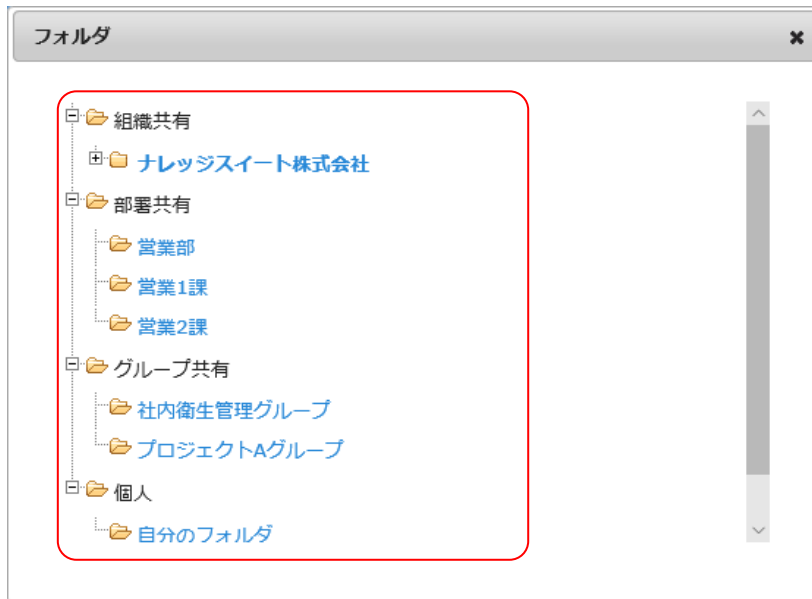 フォルダ
組織共有
ナレッジスイート株式会社
部署共有
営業部
営業1課
営業2課
グループ共有
社内衛生管理グループ
プロジェクトAグループ
個人
自分のフォルダ